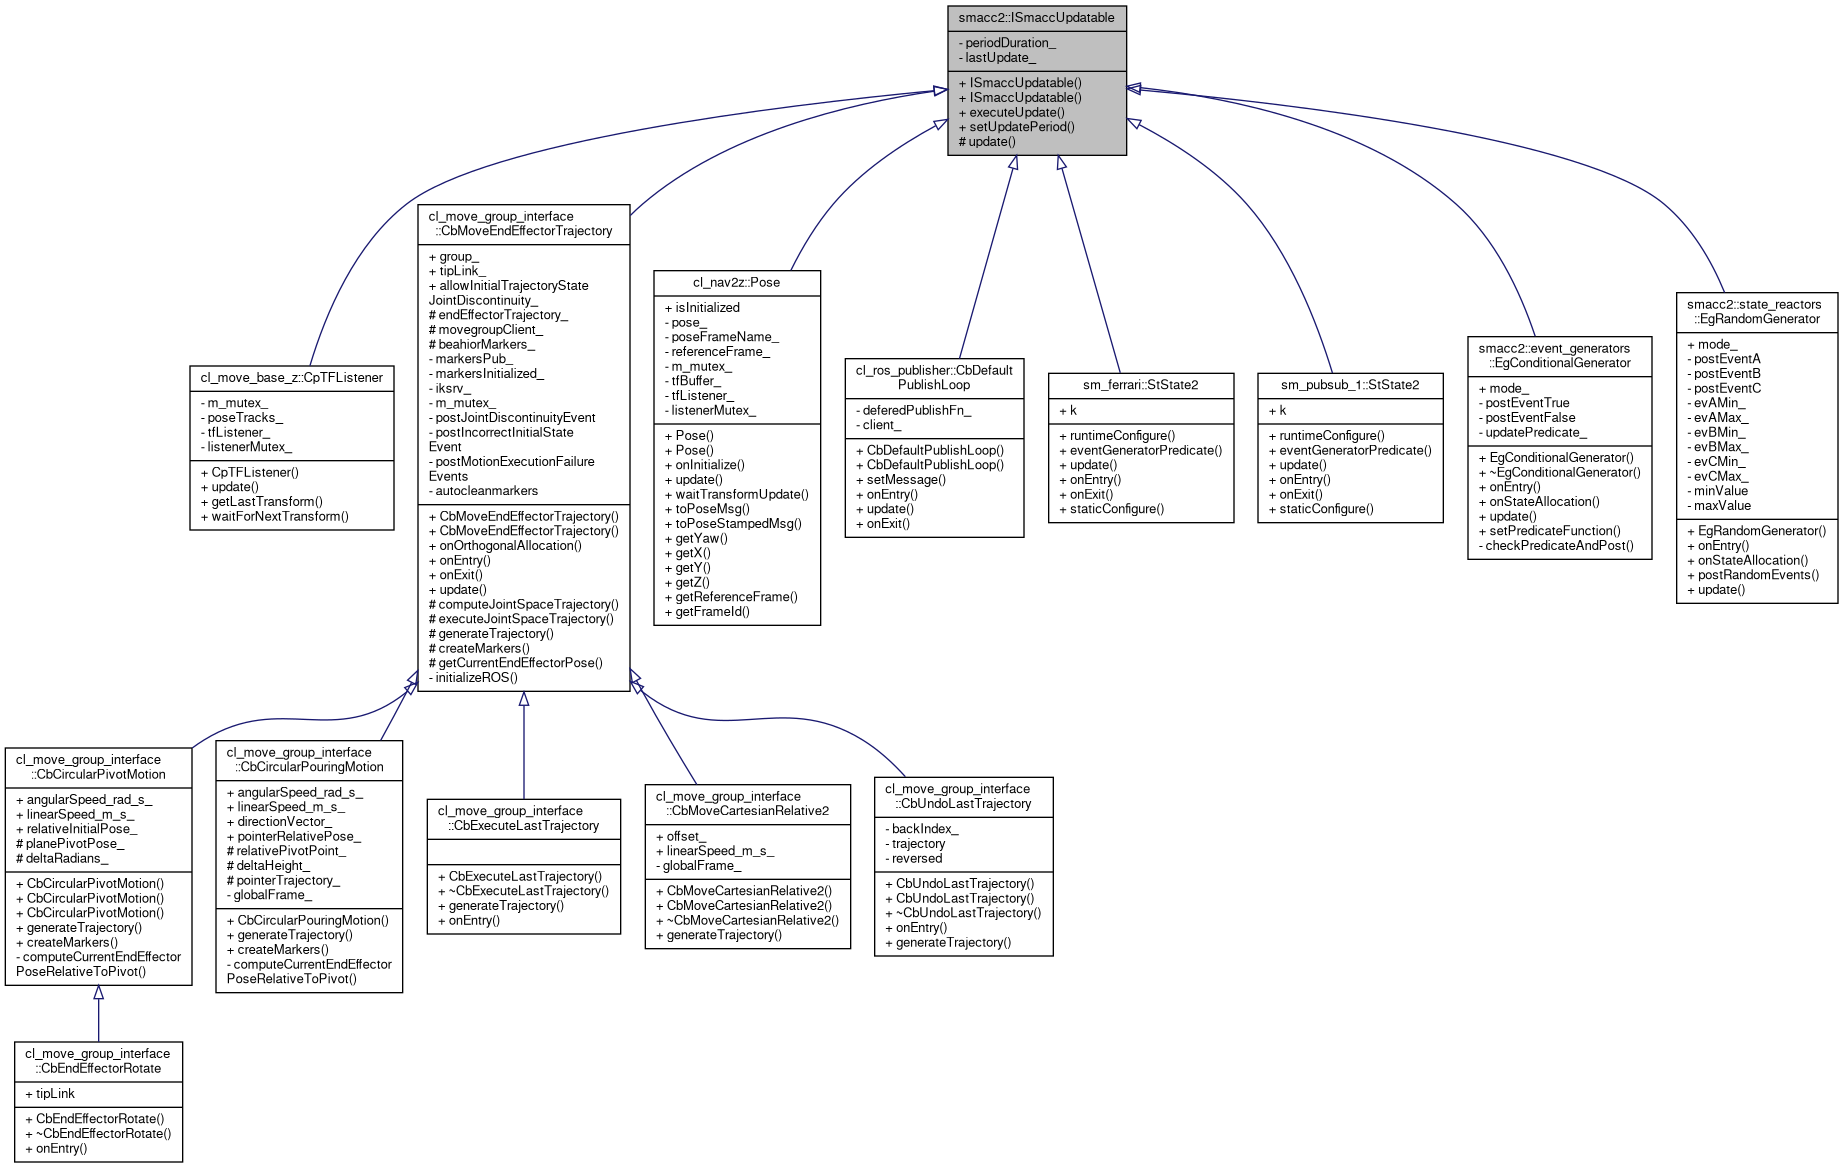 smacc2::ISmaccUpdatable
- periodDuration_
- lastUpdate_
+ ISmaccUpdatable()
+ ISmaccUpdatable()
+ executeUpdate()
+ setUpdatePeriod()
# update()
cl_move_base_z::CpTFListener
- m_mutex_
- poseTracks_
- tfListener_
- listenerMutex_
+ CpTFListener()
+ update()
+ getLastTransform()
+ waitForNextTransform()
cl_move_group_interface
::CbMoveEndEffectorTrajectory
+ group_
+ tipLink_
+ allowInitialTrajectoryState
JointDiscontinuity_
# endEffectorTrajectory_
# movegroupClient_
# beahiorMarkers_
- markersPub_
- markersInitialized_
- iksrv_
- m_mutex_
- postJointDiscontinuityEvent
- postIncorrectInitialState
Event
- postMotionExecutionFailure
Events
- autocleanmarkers
+ CbMoveEndEffectorTrajectory()
+ CbMoveEndEffectorTrajectory()
+ onOrthogonalAllocation()
+ onEntry()
+ onExit()
+ update()
# computeJointSpaceTrajectory()
# executeJointSpaceTrajectory()
# generateTrajectory()
# createMarkers()
# getCurrentEndEffectorPose()
- initializeROS()
cl_nav2z::Pose
+ isInitialized
- pose_
- poseFrameName_
- referenceFrame_
- m_mutex_
- tfBuffer_
- tfListener_
- listenerMutex_
+ Pose()
+ Pose()
+ onInitialize()
+ update()
+ waitTransformUpdate()
+ toPoseMsg()
+ toPoseStampedMsg()
+ getYaw()
+ getX()
+ getY()
+ getZ()
+ getReferenceFrame()
+ getFrameId()
cl_ros_publisher::CbDefault
PublishLoop
- deferedPublishFn_
- client_
+ CbDefaultPublishLoop()
+ CbDefaultPublishLoop()
+ setMessage()
+ onEntry()
+ update()
+ onExit()
sm_ferrari::StState2
+ k
+ runtimeConfigure()
+ eventGeneratorPredicate()
+ update()
+ onEntry()
+ onExit()
+ staticConfigure()
sm_pubsub_1::StState2
+ k
+ runtimeConfigure()
+ eventGeneratorPredicate()
+ update()
+ onEntry()
+ onExit()
+ staticConfigure()
smacc2::event_generators
::EgConditionalGenerator
+ mode_
- postEventTrue
- postEventFalse
- updatePredicate_
+ EgConditionalGenerator()
+ ~EgConditionalGenerator()
+ onEntry()
+ onStateAllocation()
+ update()
+ setPredicateFunction()
- checkPredicateAndPost()
smacc2::state_reactors
::EgRandomGenerator
+ mode_
- postEventA
- postEventB
- postEventC
- evAMin_
- evAMax_
- evBMin_
- evBMax_
- evCMin_
- evCMax_
- minValue
- maxValue
+ EgRandomGenerator()
+ onEntry()
+ onStateAllocation()
+ postRandomEvents()
+ update()
cl_move_group_interface
::CbCircularPivotMotion
+ angularSpeed_rad_s_
+ linearSpeed_m_s_
+ relativeInitialPose_
# planePivotPose_
# deltaRadians_
+ CbCircularPivotMotion()
+ CbCircularPivotMotion()
+ CbCircularPivotMotion()
+ generateTrajectory()
+ createMarkers()
- computeCurrentEndEffector
PoseRelativeToPivot()
cl_move_group_interface
::CbCircularPouringMotion
+ angularSpeed_rad_s_
+ linearSpeed_m_s_
+ directionVector_
+ pointerRelativePose_
# relativePivotPoint_
# deltaHeight_
# pointerTrajectory_
- globalFrame_
+ CbCircularPouringMotion()
+ generateTrajectory()
+ createMarkers()
- computeCurrentEndEffector
PoseRelativeToPivot()
cl_move_group_interface
::CbExecuteLastTrajectory
+ CbExecuteLastTrajectory()
+ ~CbExecuteLastTrajectory()
+ generateTrajectory()
+ onEntry()
cl_move_group_interface
::CbMoveCartesianRelative2
+ offset_
+ linearSpeed_m_s_
- globalFrame_
+ CbMoveCartesianRelative2()
+ CbMoveCartesianRelative2()
+ ~CbMoveCartesianRelative2()
+ generateTrajectory()
cl_move_group_interface
::CbUndoLastTrajectory
- backIndex_
- trajectory
- reversed
+ CbUndoLastTrajectory()
+ CbUndoLastTrajectory()
+ ~CbUndoLastTrajectory()
+ onEntry()
+ generateTrajectory()
cl_move_group_interface
::CbEndEffectorRotate
+ tipLink
+ CbEndEffectorRotate()
+ ~CbEndEffectorRotate()
+ onEntry()